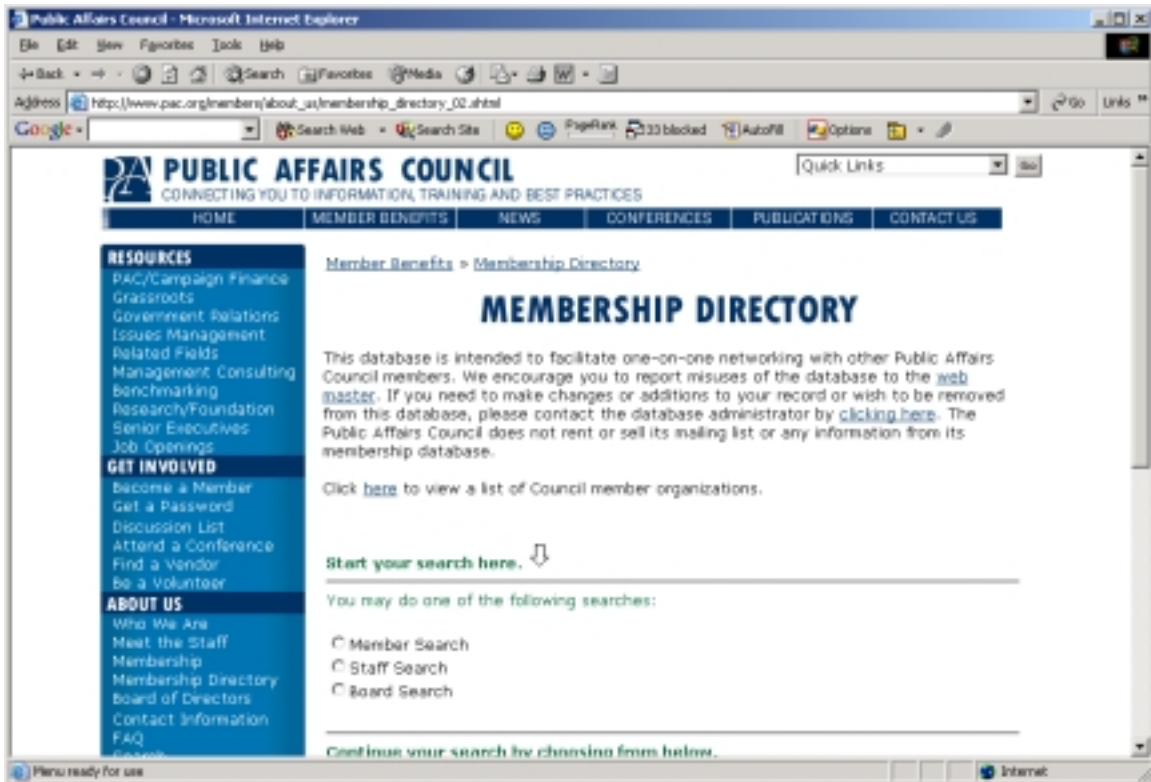 Public Affairs Council - Microsoft Internet Explorer
File Edit View Favorites Tools Help
Back Search Favorites Media
Address http://www.pac.org/members/about_us/membership_directory_02.shtml Go Links »
Google Search Web Search Site PageRank 133 blocked AutoFill Options
PUBLIC AFFAIRS COUNCIL
CONNECTING YOU TO INFORMATION, TRAINING AND BEST PRACTICES
Quick Links Go
HOME MEMBER BENEFITS NEWS CONFERENCES PUBLICATIONS CONTACT US
RESOURCES
PAC/Campaign Finance
Grassroots
Government Relations
Issues Management
Related Fields
Management Consulting
Benchmarking
Research/Foundation
Senior Executives
Job Openings
GET INVOLVED
Become a Member
Get a Password
Discussion List
Attend a Conference
Find a Vendor
Be a Volunteer
ABOUT US
Who We Are
Meet the Staff
Membership
Membership Directory
Board of Directors
Contact Information
FAQ
Search
Member Benefits » Membership Directory
MEMBERSHIP DIRECTORY
This database is intended to facilitate one-on-one networking with other Public Affairs
Council members. We encourage you to report misuses of the database to the web
master. If you need to make changes or additions to your record or wish to be removed
from this database, please contact the database administrator by clicking here. The
Public Affairs Council does not rent or sell its mailing list or any information from its
membership database.
Click here to view a list of Council member organizations.
Start your search here.
You may do one of the following searches:
Member Search
Staff Search
Board Search
Continue your search by choosing from below.
Menu ready for use
Internet